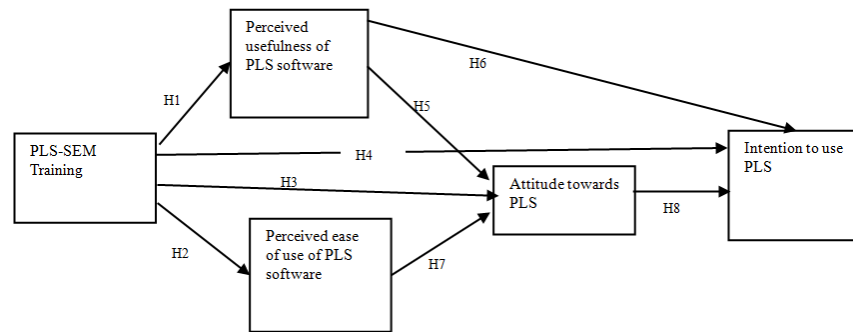 Perceived
usefulness of
PLS software
H6
H1
H5
PLS-SEM
Training
H4
Intention to use
PLS
H3
Attitude towards
PLS
H8
Perceived ease
of use of PLS
software
H2
H7